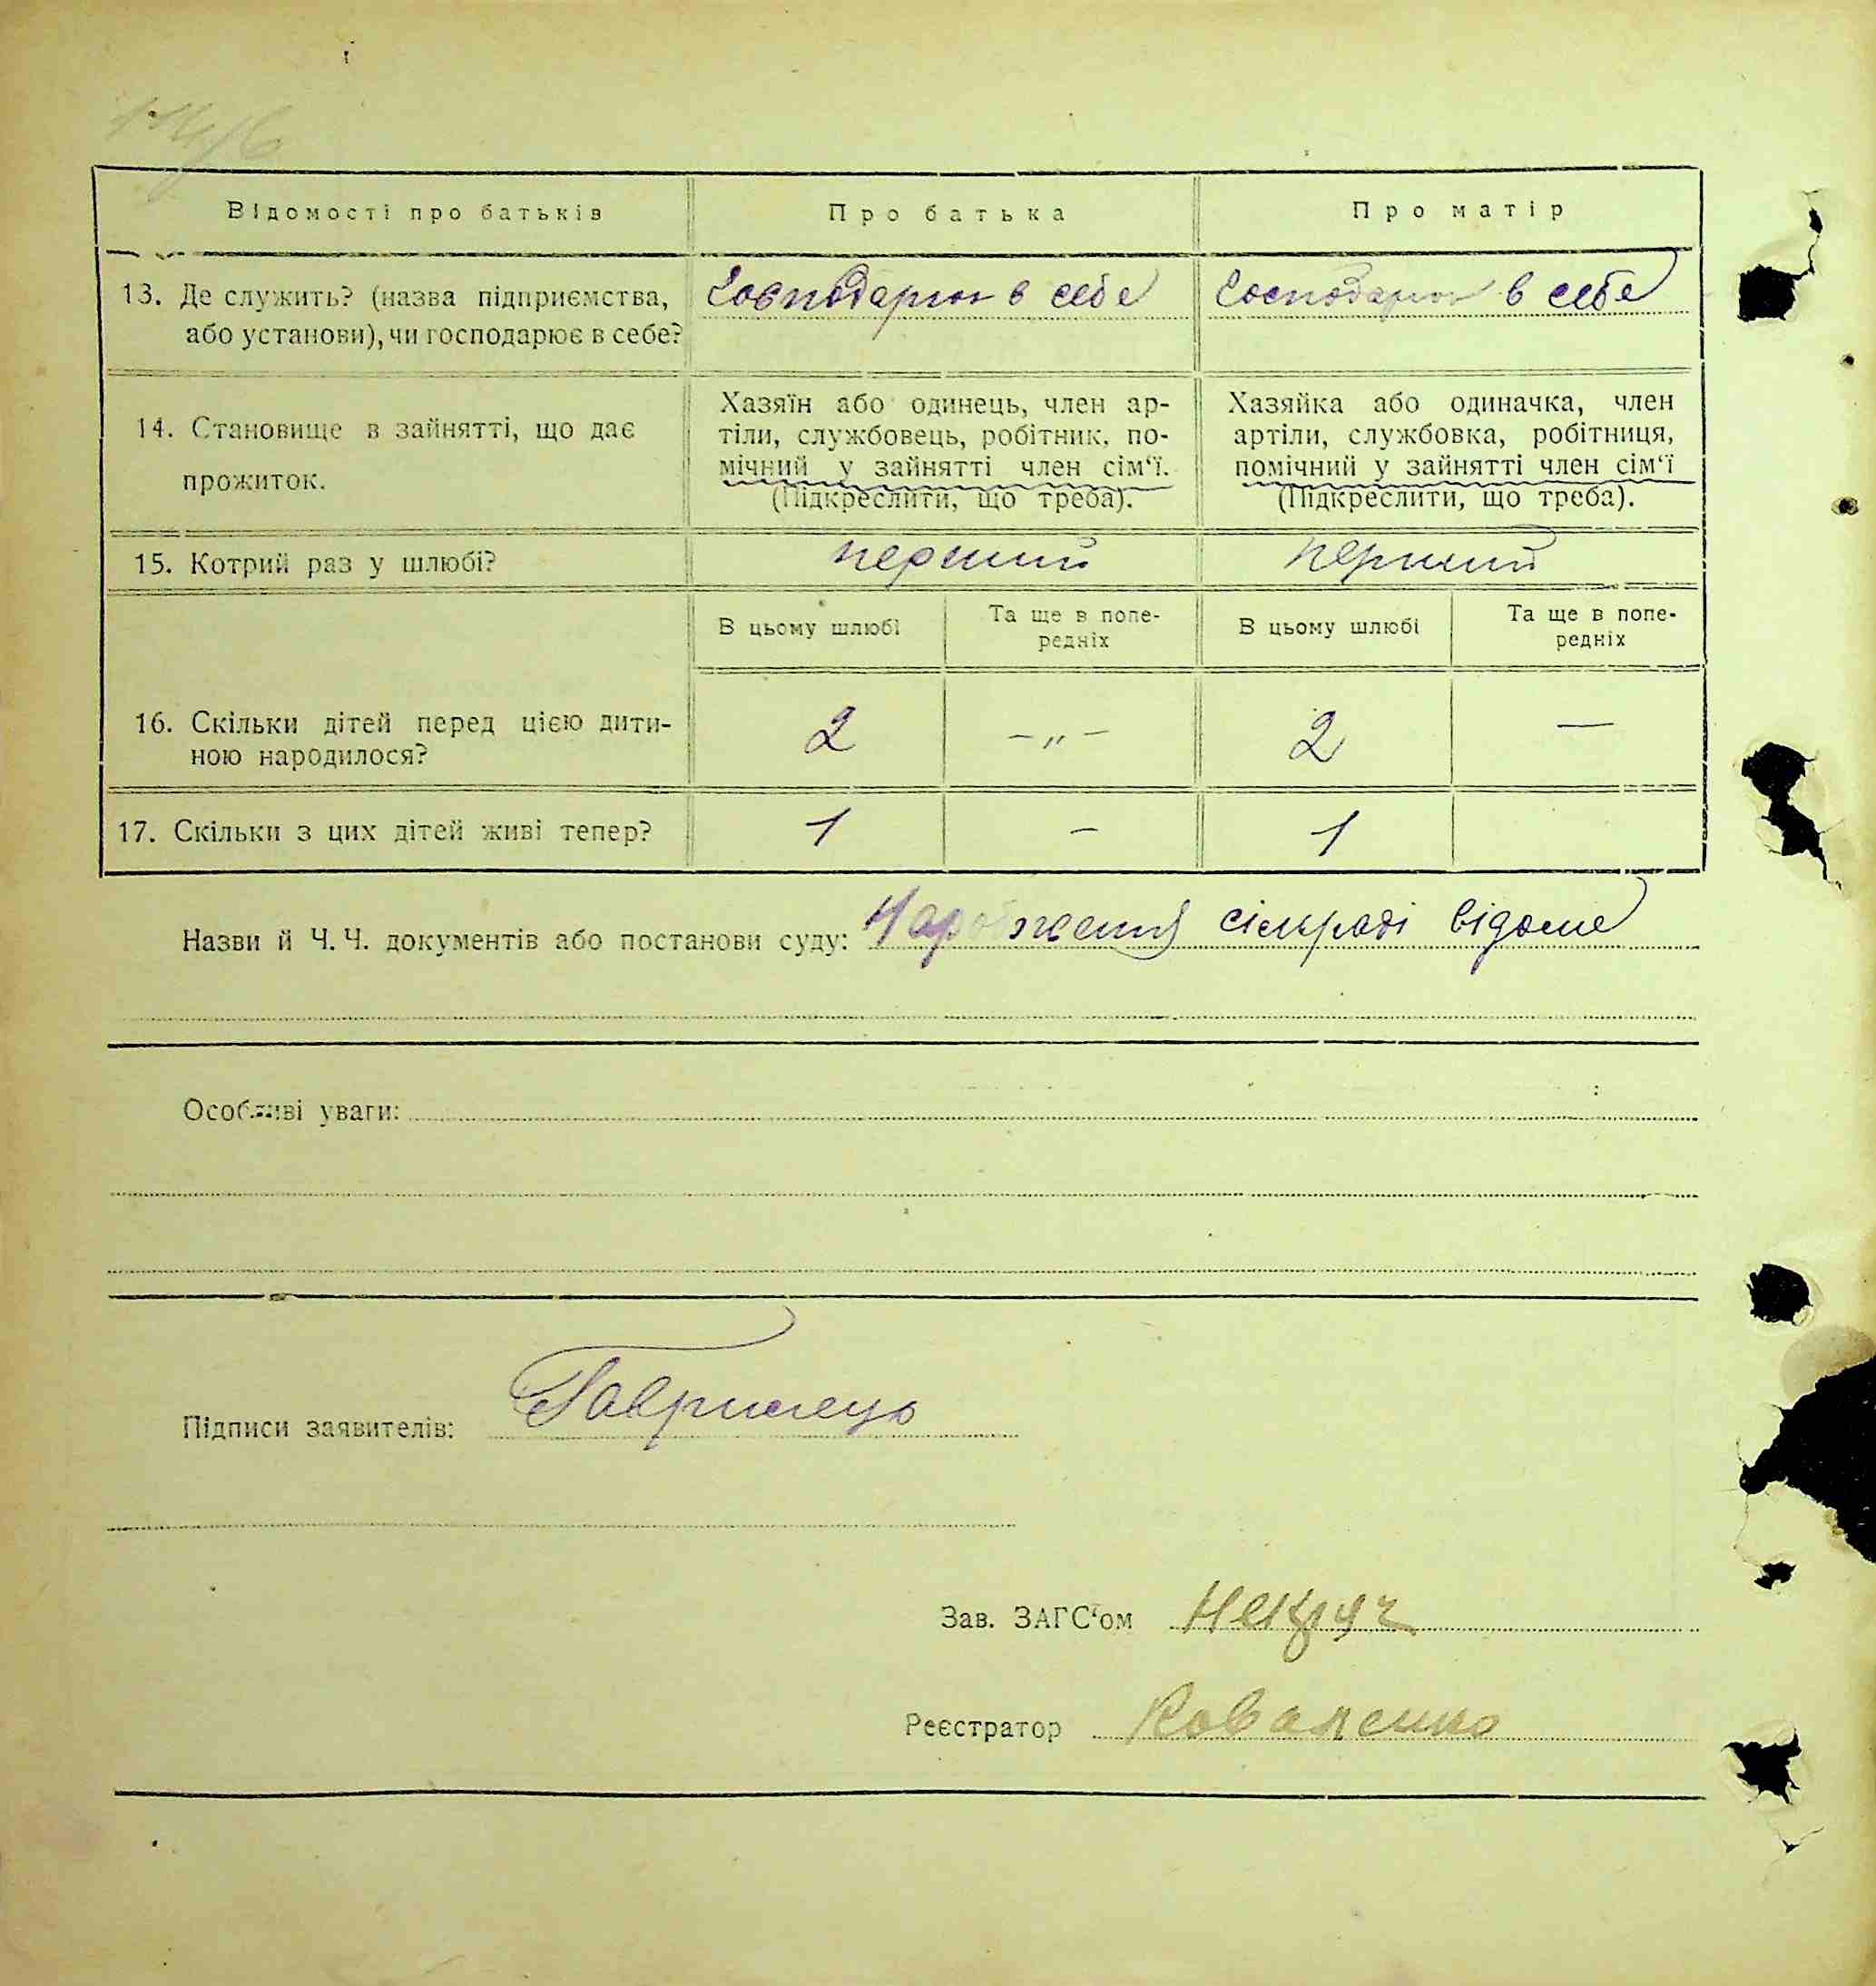 Відомості про батьків Про батька Про матір
13. Де служить? (назва підприємства, або установи), чи господарює в себе?
Господарює в себе Господарює в себе
14. Становище в зайнятті, що дає прожиток.
Хазяїн або одинець, член ар-
тіли, службовець, робітник, по-
мічний у зайнятті член сім‘ї.
(Підкреслити, що треба).
Хазяйка або одиначка, член
артіли, службовка, робітниця,
помічний у зайнятті член сім‘ї
(Підкреслити, що треба).
15. Котрий раз у шлюбі? перший перший
В цьому шлюбі Та ще в попе-
редніх В цьому шлюбі Та ще в попе-
редніх
16. Скільки дітей перед цією дити-
ною народилося? 2 – „ – 2 —
17. Скільки з цих дітей живі тепер? 1 – 1
Назви й Ч. Ч. документів або постанови суду: Народження сільраді відоме
Особливі уваги:
Підписи заявителів: Гаврилець
Зав. ЗАГС‘ом
Реєстратор Коваленко